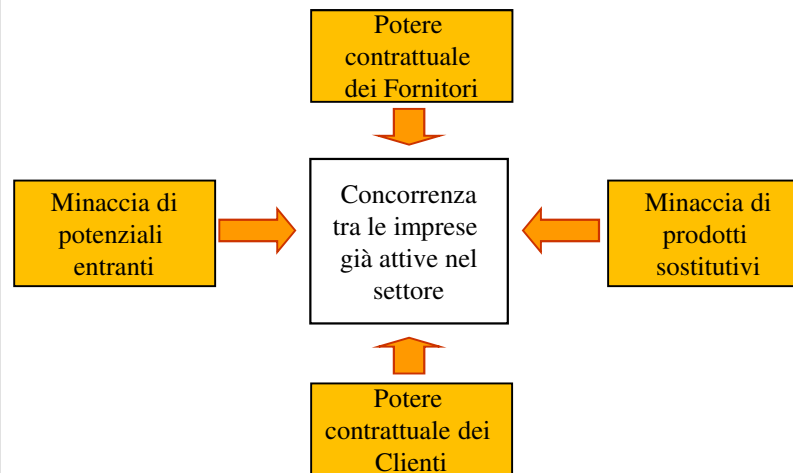 Potere
contrattuale
dei Fornitori
Minaccia di
potenziali
entranti
Concorrenza
tra le imprese
già attive nel
settore
Minaccia di
prodotti
sostitutivi
Potere
contrattuale dei
Clienti